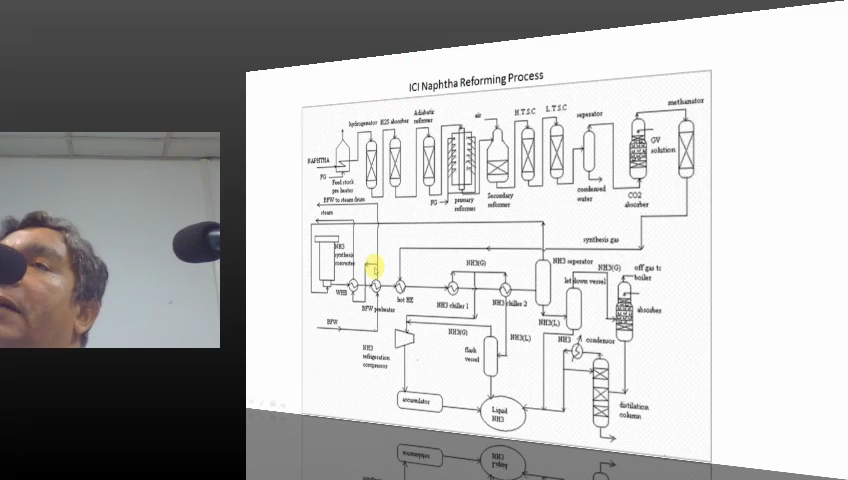 ICI Naphtha Reforming Process
hydrogenator
H2S absorber
Adiabatic
reformer
air
H.T.S.C
L.T.S.C
seperator
methanator
NAPHTHA
FG
Feed stock
pre heater
FG
primary
reformer
Secondary
reformer
condensed
water
GV
solution
CO2
absorber
BFW to steam drum
steam
synthesis gas
NH3
synthesis
convertor
WHB
BFW preheater
hot HE
NH3(G)
NH3 chiller 1
NH3 chiller 2
NH3 seperator
let down vessel
NH3(G)
off gas to
boiler
absorber
BFW
NH3(G)
NH3(L)
NH3(L)
NH3
condensor
NH3
refrigeration
compressor
flash
vessel
accumulator
Liquid
NH3
distilation
column